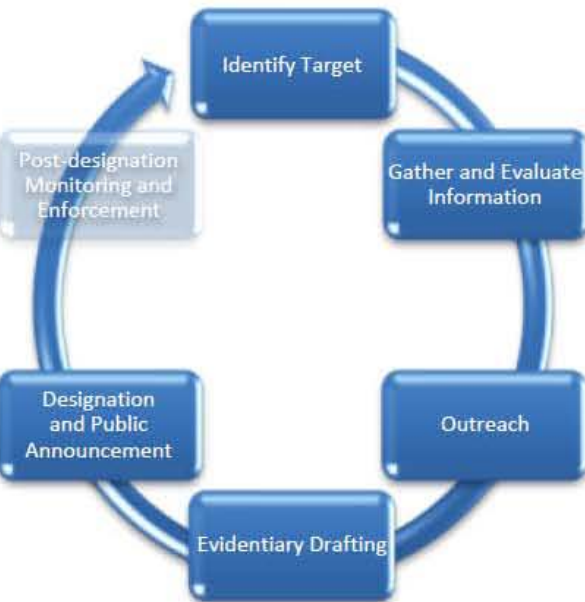 Identify Target
Gather and Evaluate
Information
Outreach
Evidentiary Drafting
Designation
and Public
Announcement
Post-designation
Monitoring and
Enforcement